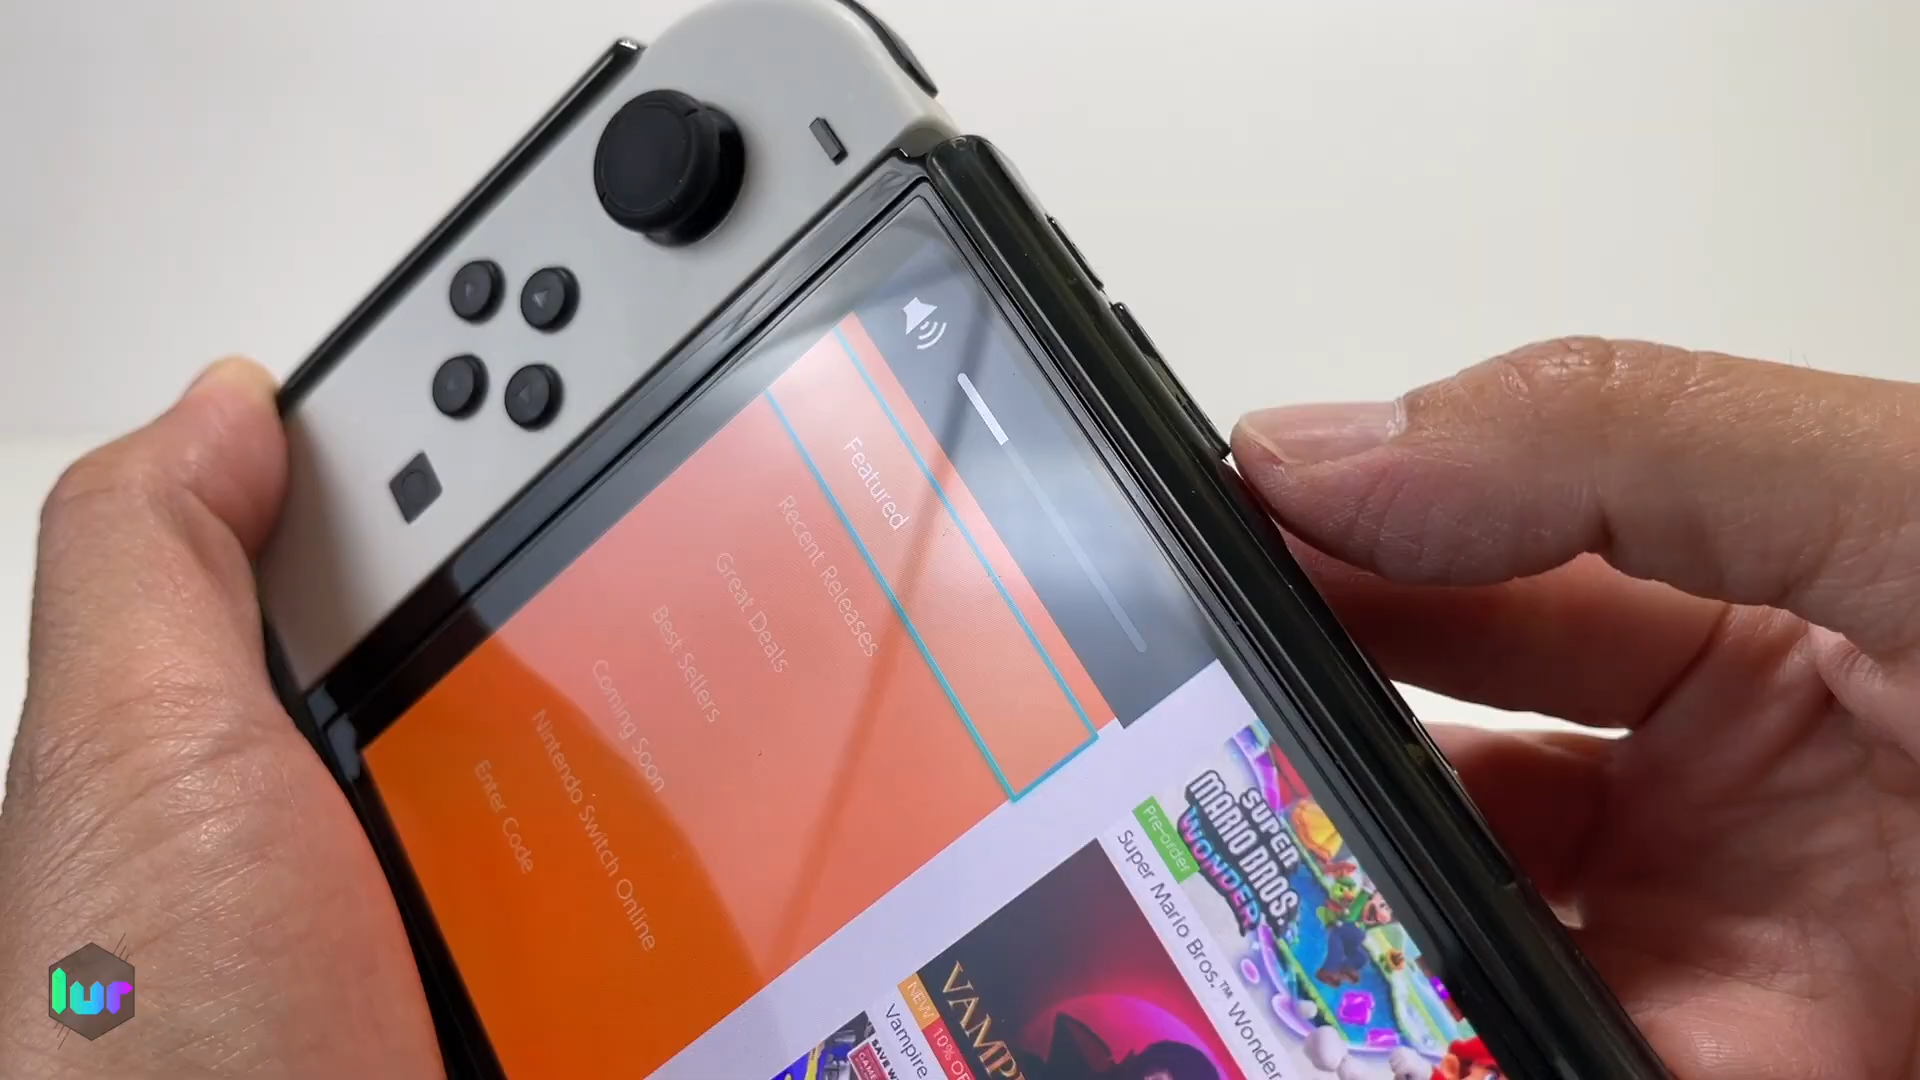 Featured
Recent Releases
Great Deals
Best Sellers
Coming Soon
Nintendo Switch Online
Enter Code
SUPER
MARIO BROS.
WONDER
Pre-order
Super Mario Bros.™ Wonder
NEW
10%
Vampire
SAVE
lur